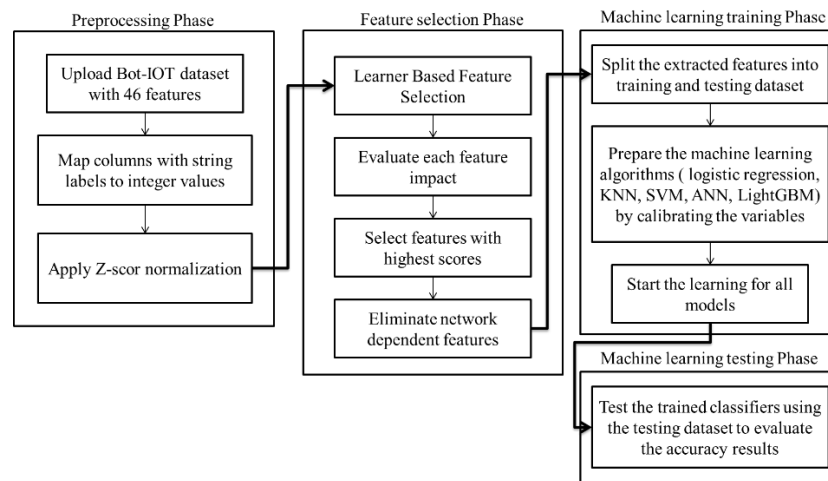 Preprocessing Phase
Upload Bot-IOT dataset
with 46 features
Map columns with string
labels to integer values
Apply Z-scor normalization
Feature selection Phase
Learner Based Feature
Selection
Evaluate each feature
impact
Select features with
highest scores
Eliminate network
dependent features
Machine learning training Phase
Split the extracted features into
training and testing dataset
Prepare the machine learning
algorithms ( logistic regression,
KNN, SVM, ANN, LightGBM)
by calibrating the variables
Start the learning for all
models
Machine learning testing Phase
Test the trained classifiers using
the testing dataset to evaluate
the accuracy results